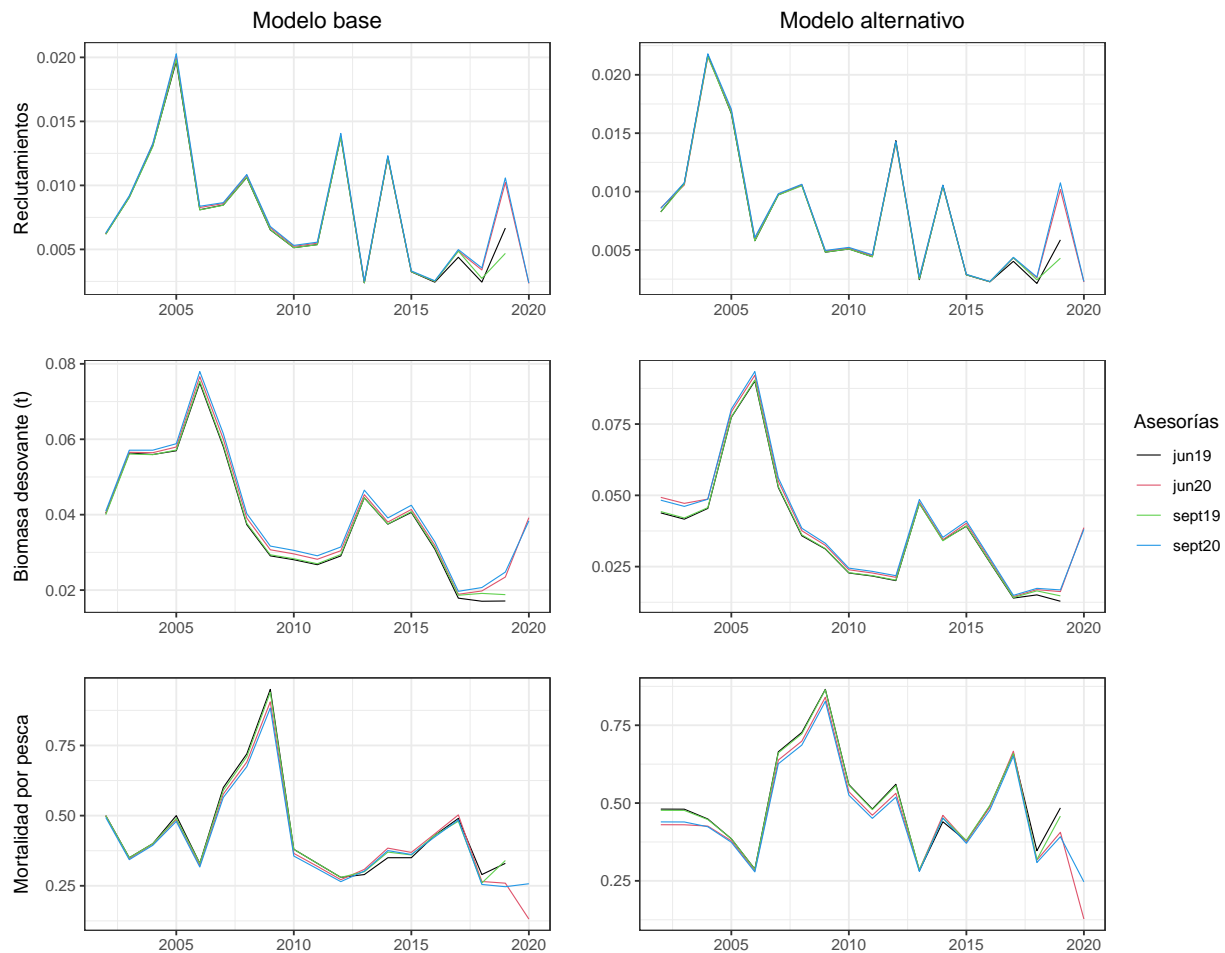 Modelo base
Modelo alternativo
Reclutamientos
0.020
0.015
0.010
0.005
2005 2010 2015 2020
0.020
0.015
0.010
0.005
2005 2010 2015 2020
Biomasa desovante (t)
0.08
0.06
0.04
0.02
2005 2010 2015 2020
0.075
0.050
0.025
2005 2010 2015 2020
Mortalidad por pesca
0.75
0.50
0.25
2005 2010 2015 2020
0.75
0.50
0.25
2005 2010 2015 2020
Asesorías
jun19
jun20
sept19
sept20